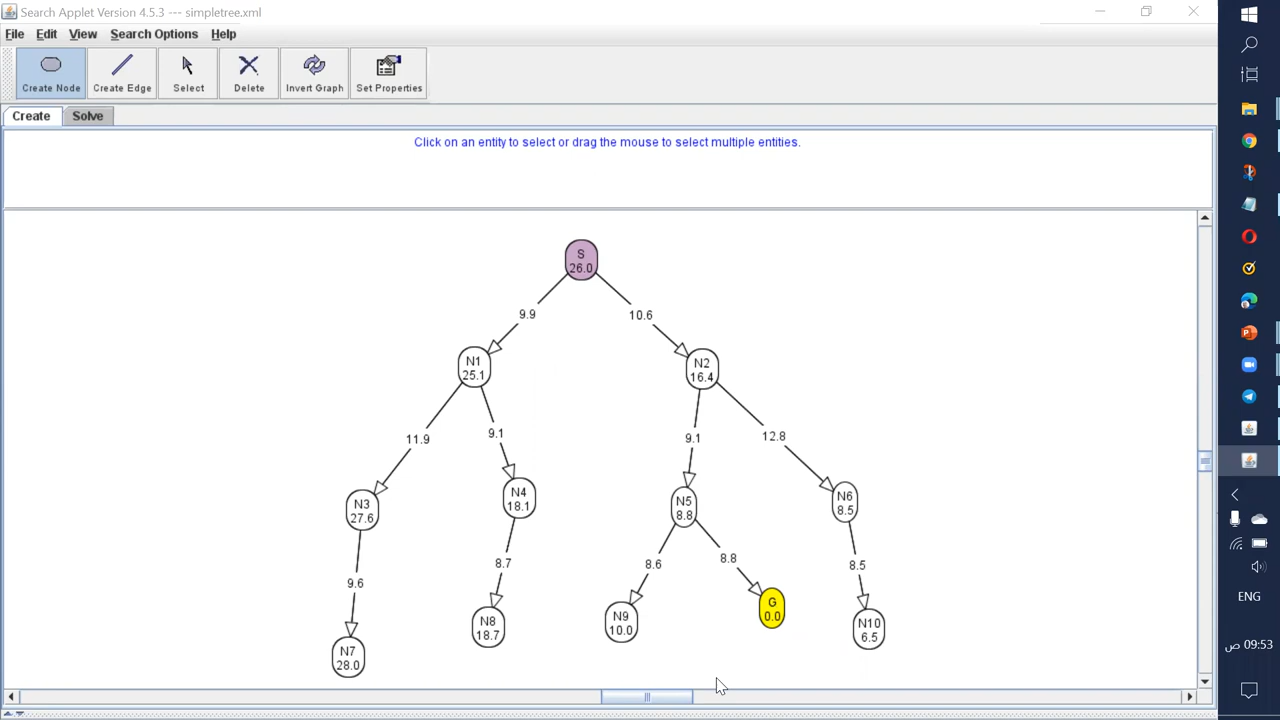 Search Applet Version 4.5.3 --- simpletree.xml
File Edit View Search Options Help
Create Node Create Edge Select Delete Invert Graph Set Properties
Create Solve
Click on an entity to select or drag the mouse to select multiple entities.
S
26.0
9.9
10.6
N1
25.1
N2
16.4
11.9
9.1
9.1
12.8
N3
27.6
N4
18.1
N5
8.8
N6
8.5
9.6
8.7
8.6
8.8
8.5
N7
28.0
N8
18.7
N9
10.0
G
0.0
N10
6.5
ENG
09:53 ص